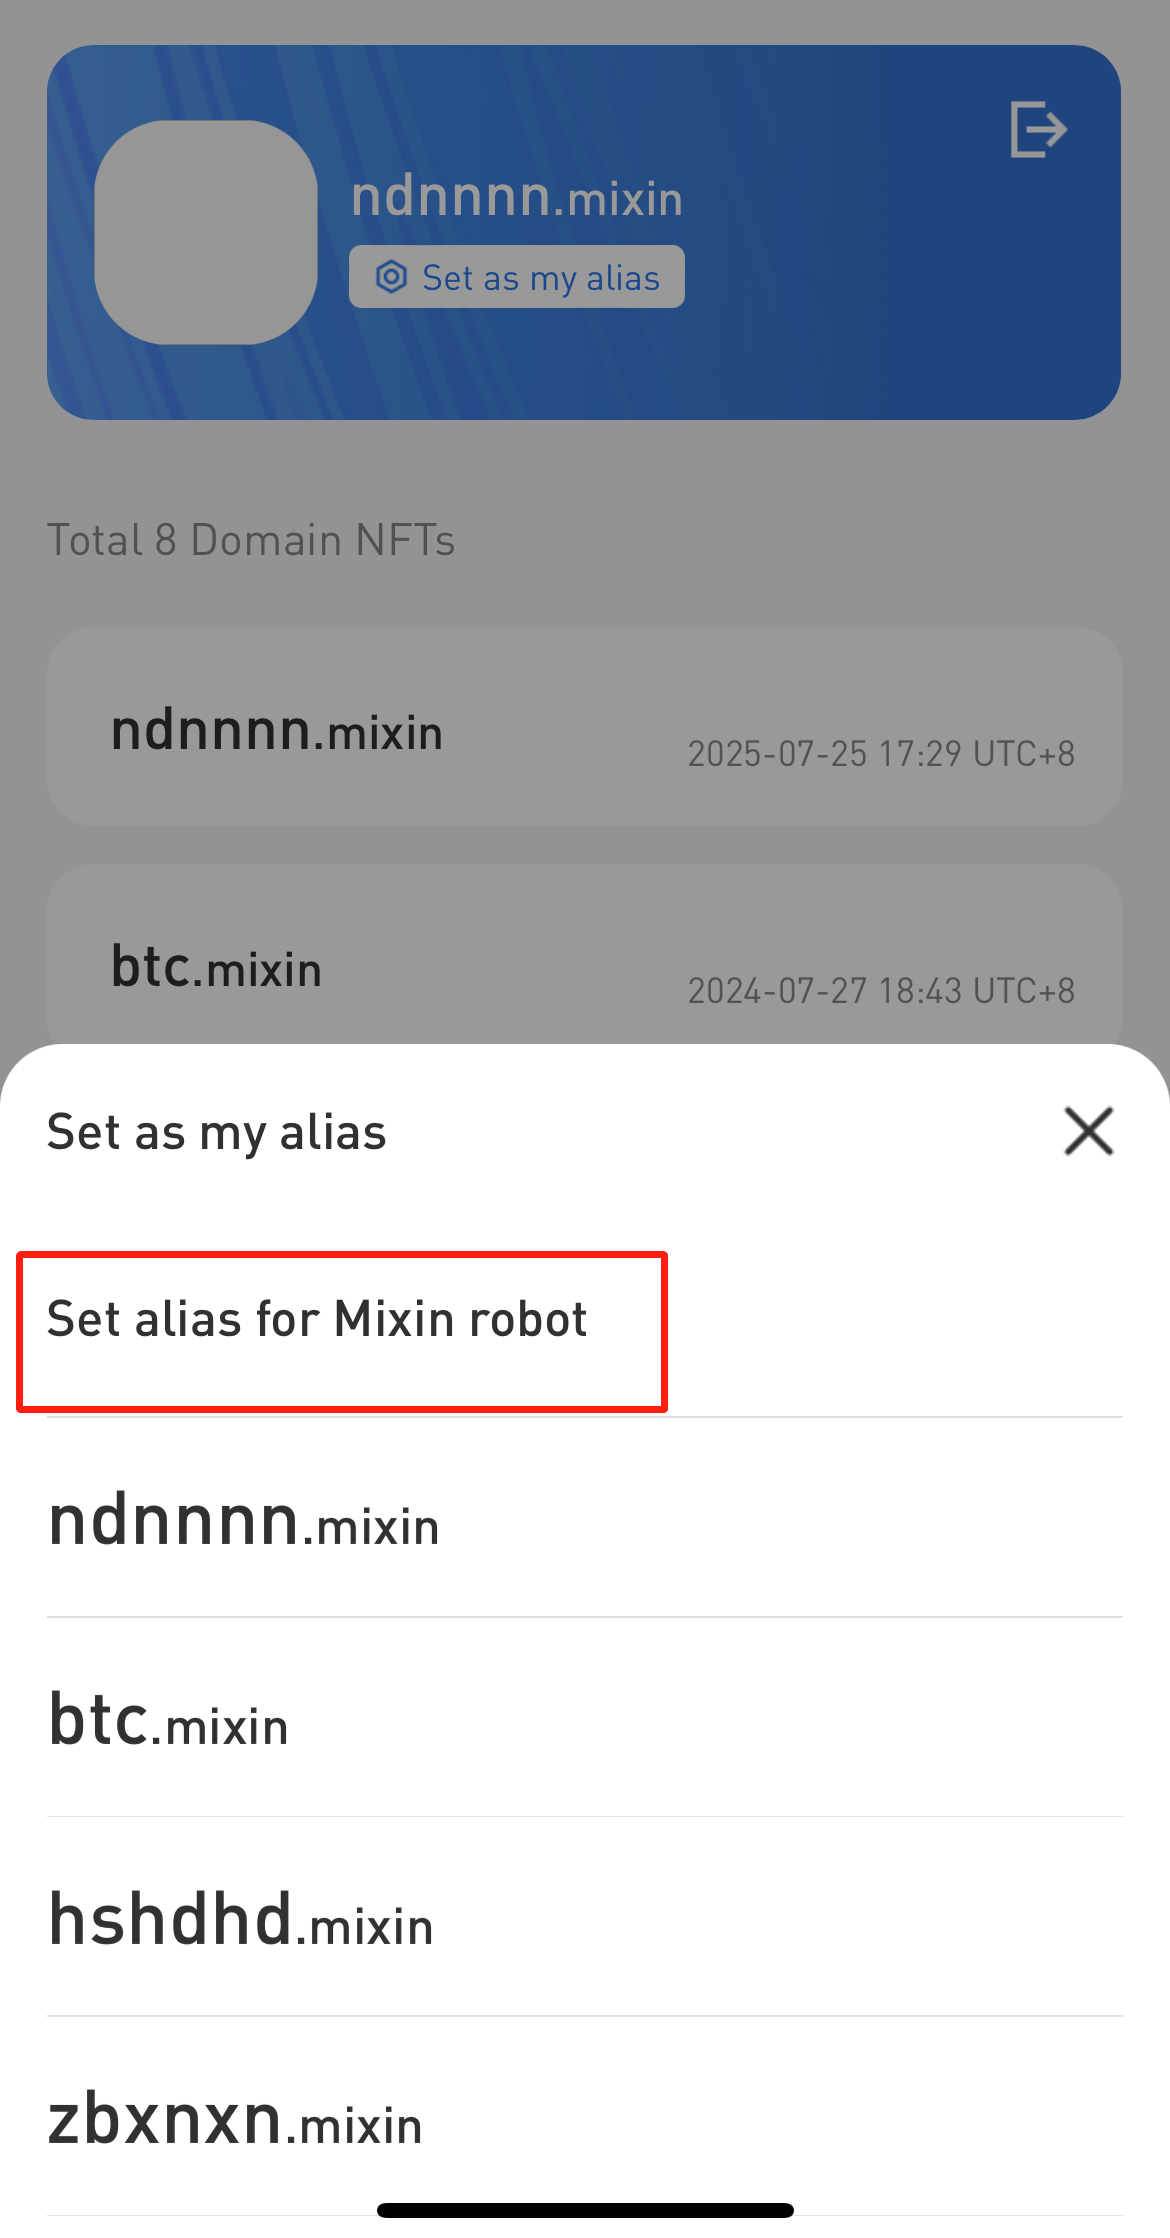 ndnnnn.mixin
Set as my alias
Total 8 Domain NFTs
ndnnnn.mixin
2025-07-25 17:29 UTC+8
btc.mixin
2024-07-27 18:43 UTC+8
Set as my alias
Set alias for Mixin robot
ndnnnn.mixin
btc.mixin
hshdhd.mixin
zbxnxn.mixin